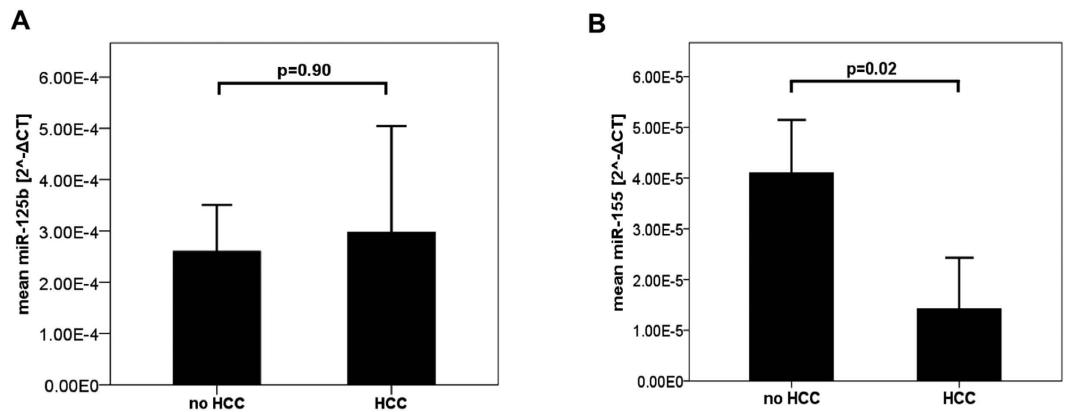 A
mean miR-125b [2^-ΔCT]
6.00E-4
5.00E-4
4.00E-4
3.00E-4
2.00E-4
1.00E-4
0.00E0
p=0.90
no HCC
HCC
B
mean miR-155 [2^-ΔCT]
6.00E-5
5.00E-5
4.00E-5
3.00E-5
2.00E-5
1.00E-5
0.00E0
p=0.02
no HCC
HCC